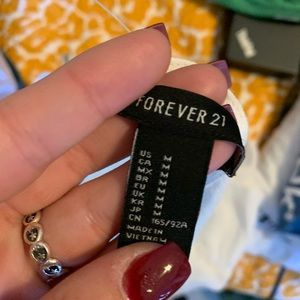 FOREVER 21
US M
CA M
MX M
BR M
EU M
UK M
KR M
JP M
CN 165/92A
MADE IN
VIETNAM